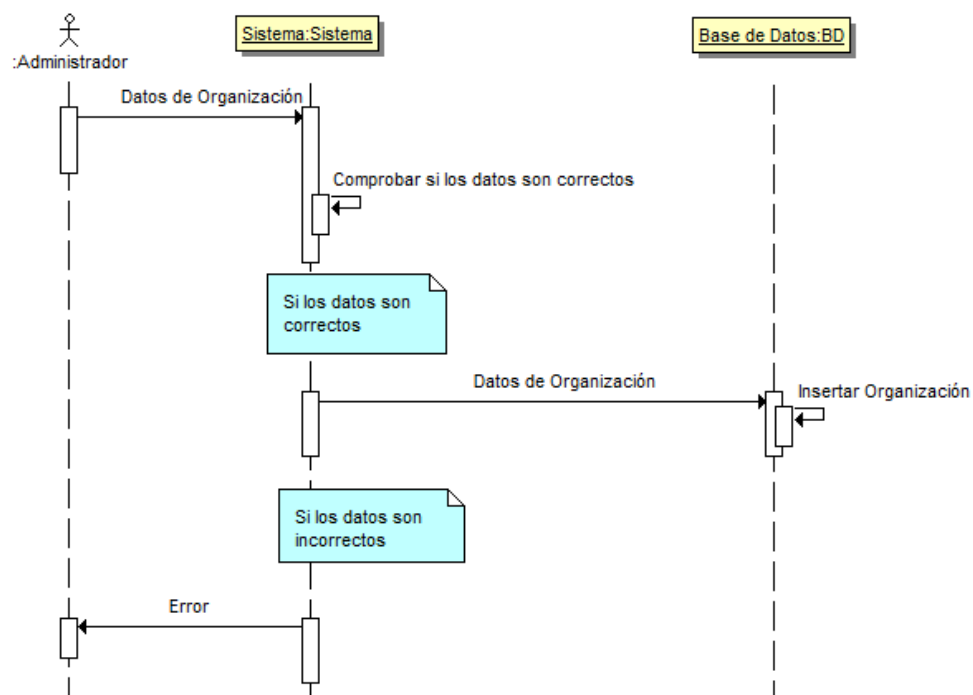 Sistema:Sistema
Base de Datos:BD
:Administrador
Datos de Organización
Comprobar si los datos son correctos
Si los datos son
correctos
Datos de Organización
Insertar Organización
Si los datos son
incorrectos
Error